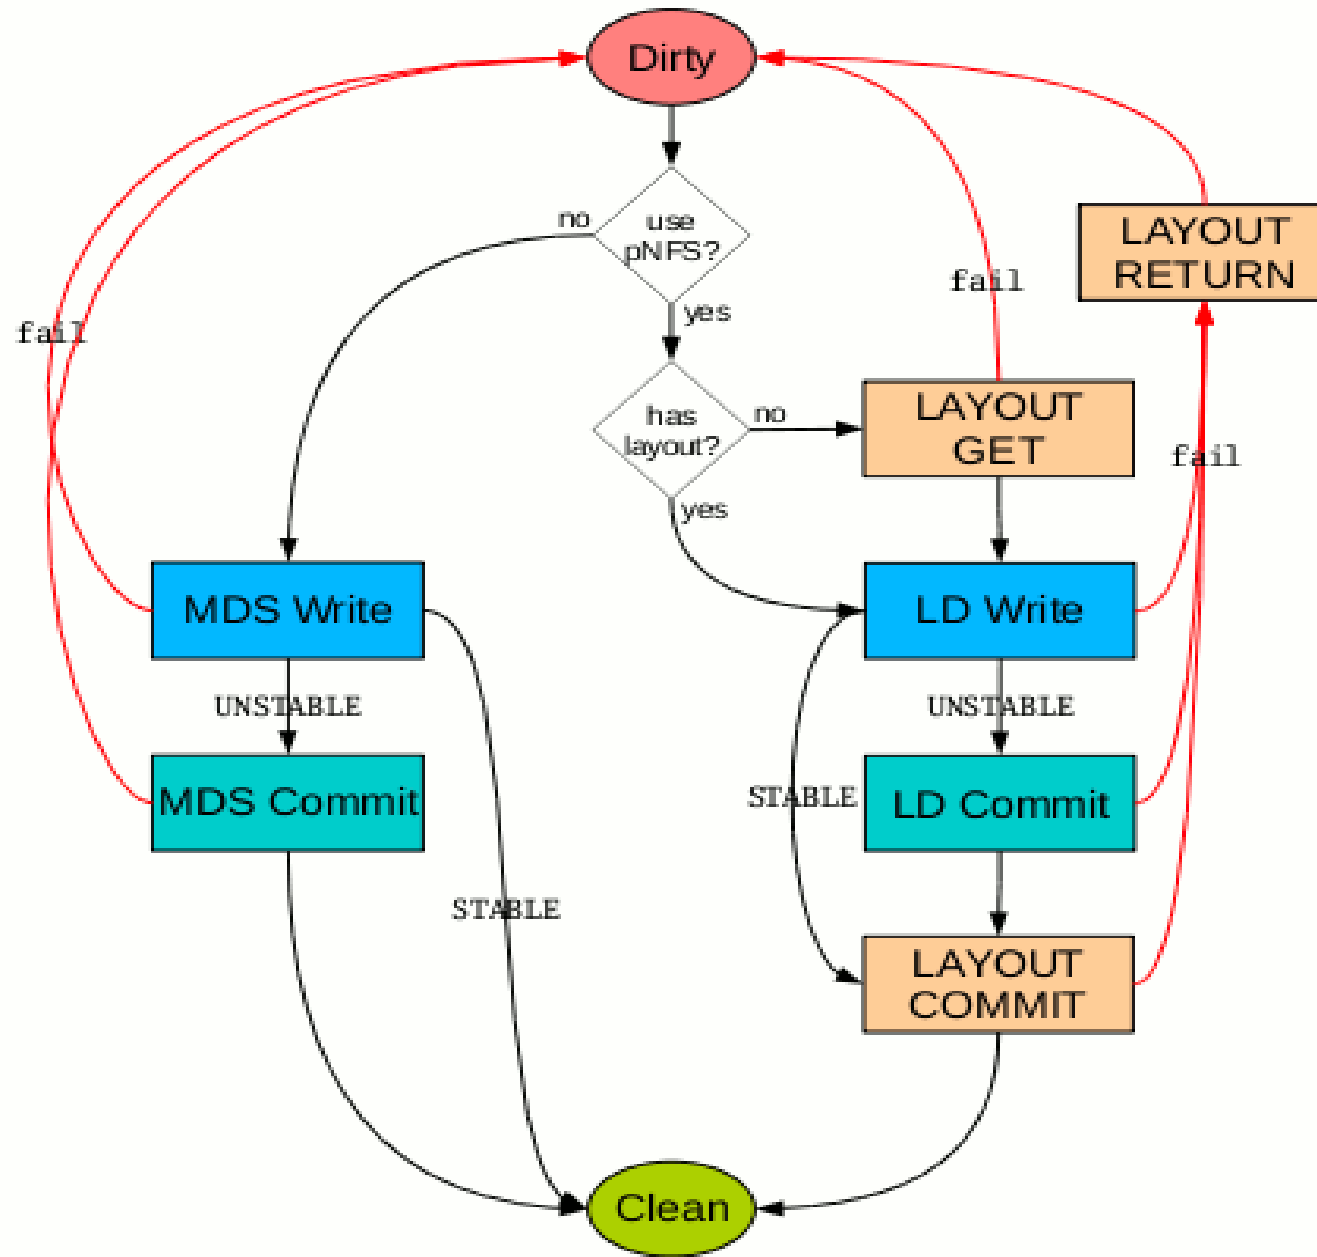 Dirty
no
use
pNFS?
LAYOUT
RETURN
fail
yes
fail
has
layout?
no
LAYOUT
GET
fail
yes
MDS Write
LD Write
UNSTABLE
UNSTABLE
STABLE
MDS Commit
LD Commit
STABLE
LAYOUT
COMMIT
Clean